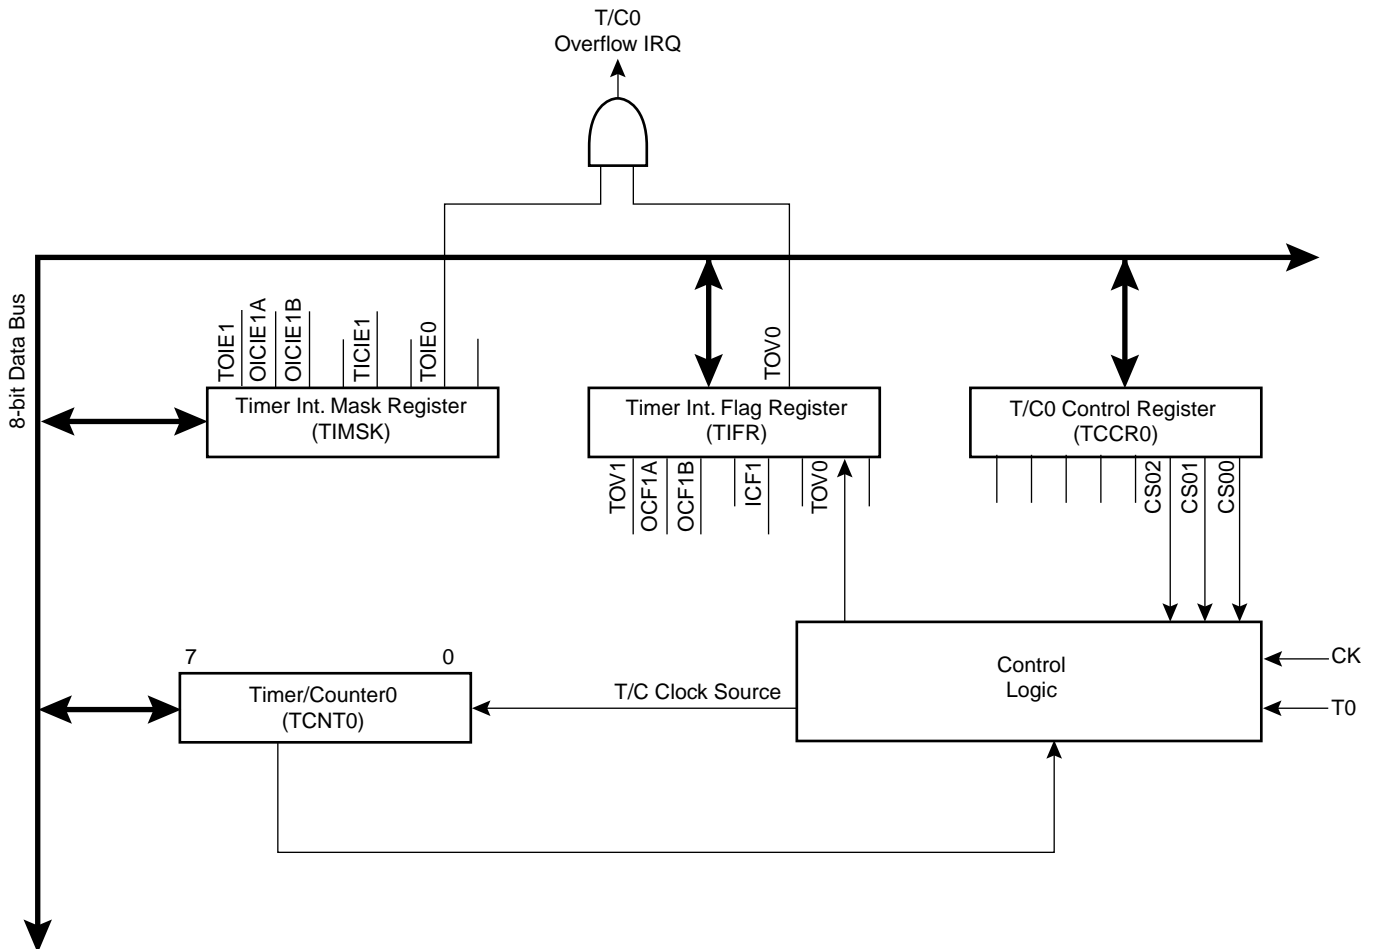 T/C0
Overflow IRQ
8-bit Data Bus
TOIE1
OICIE1A
OICIE1B
TICIE1
TOIE0
TOV0
Timer Int. Mask Register
(TIMSK)
Timer Int. Flag Register
(TIFR)
T/C0 Control Register
(TCCR0)
TOV1
OCF1A
OCF1B
ICF1
TOV0
CS02
CS01
CS00
7
0
Timer/Counter0
(TCNT0)
T/C Clock Source
Control
Logic
CK
T0